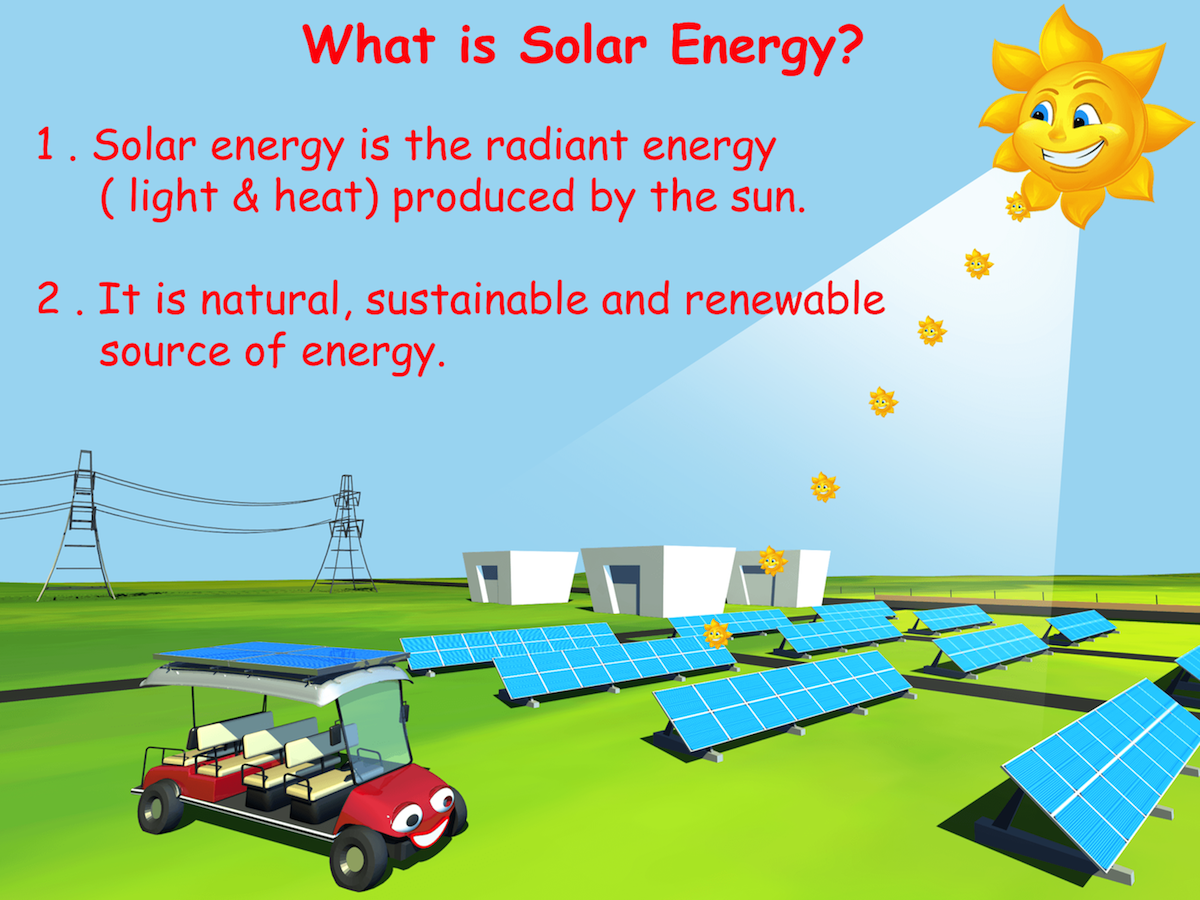 What is Solar Energy?
1 . Solar energy is the radiant energy
( light & heat) produced by the sun.
2 . It is natural, sustainable and renewable
source of energy.